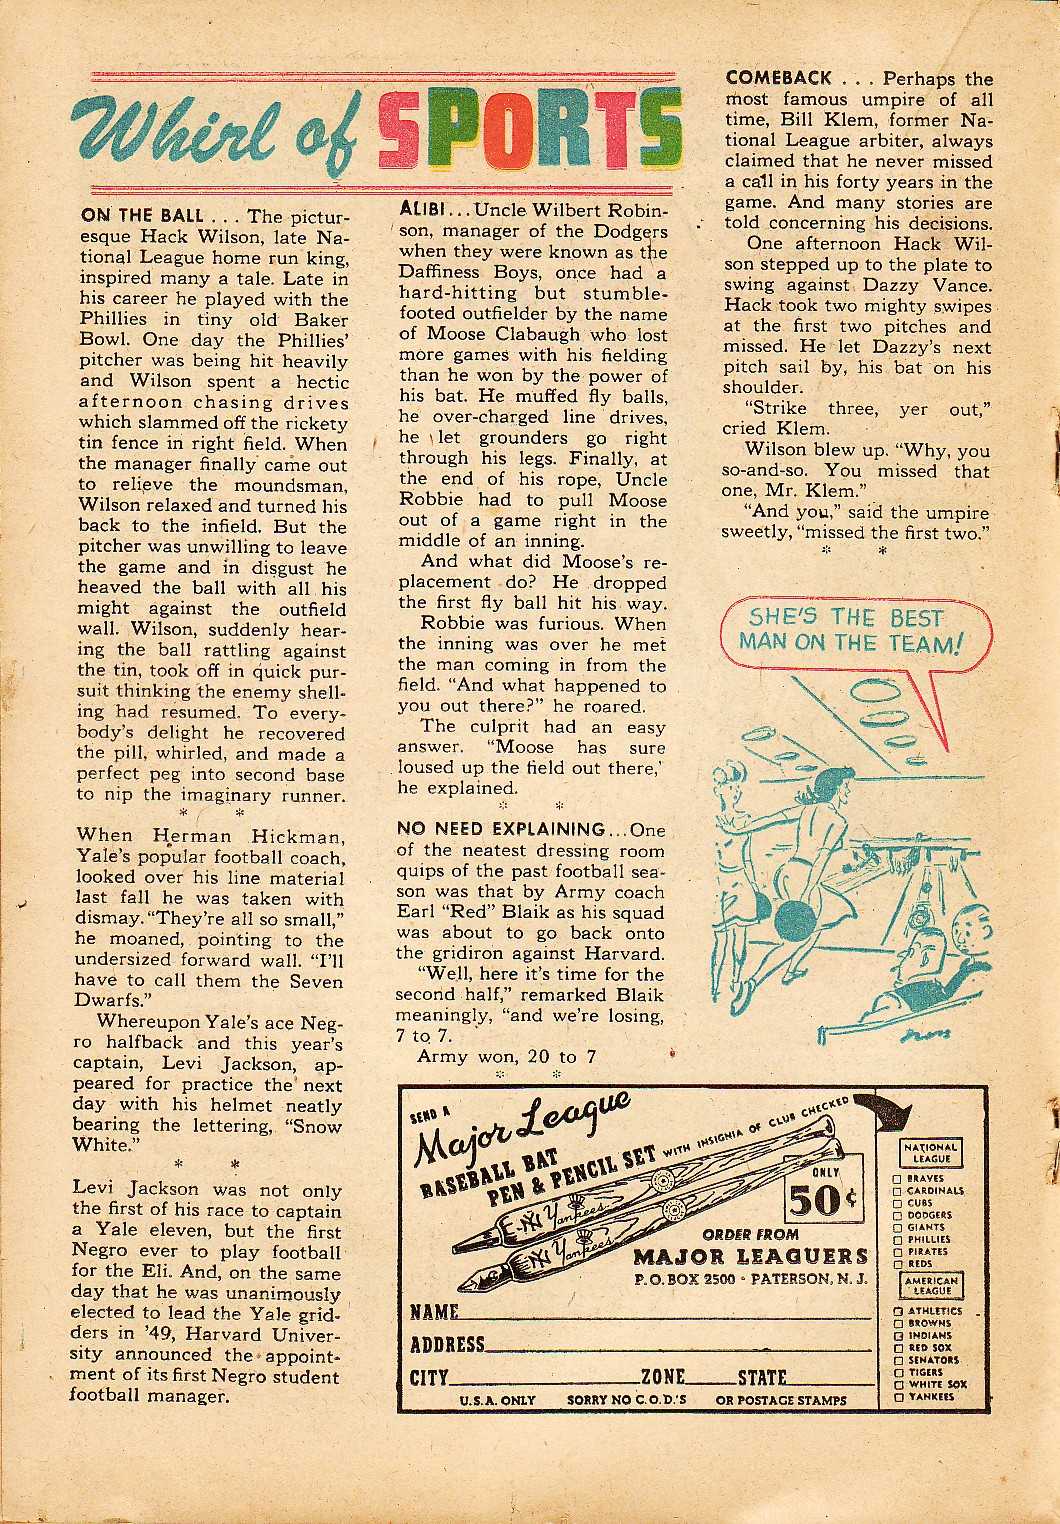 Whirl of SPORTS
ON THE BALL . . . The pictur-
esque Hack Wilson, late Na-
tional League home run king,
inspired many a tale. Late in
his career he played with the
Phillies in tiny old Baker
Bowl. One day the Phillies'
pitcher was being hit heavily
and Wilson spent a hectic
afternoon chasing drives
which slammed off the rickety
tin fence in right field. When
the manager finally came out
to relieve the moundsman,
Wilson relaxed and turned his
back to the infield. But the
pitcher was unwilling to leave
the game and in disgust he
heaved the ball with all his
might against the outfield
wall. Wilson, suddenly hear-
ing the ball rattling against
the tin, took off in quick pur-
suit thinking the enemy shell-
ing had resumed. To every-
body's delight he recovered
the pill, whirled, and made a
perfect peg into second base
to nip the imaginary runner.
* *
When Herman Hickman,
Yale's popular football coach,
looked over his line material
last fall he was taken with
dismay. "They're all so small,"
he moaned, pointing to the
undersized forward wall. "I'll
have to call them the Seven
Dwarfs."
Whereupon Yale's ace Neg-
ro halfback and this year's
captain, Levi Jackson, ap-
peared for practice the next
day with his helmet neatly
bearing the lettering, "Snow
White."
* *
Levi Jackson was not only
the first of his race to captain
a Yale eleven, but the first
Negro ever to play football
for the Eli. And, on the same
day that he was unanimously
elected to lead the Yale grid-
ders in '49, Harvard Univer-
sity announced the appoint-
ment of its first Negro student
football manager.
ALIBI...Uncle Wilbert Robin-
son, manager of the Dodgers
when they were known as the
Daffiness Boys, once had a
hard-hitting but stumble-
footed outfielder by the name
of Moose Clabaugh who lost
more games with his fielding
than he won by the power of
his bat. He muffed fly balls,
he over-charged line drives,
he let grounders go right
through his legs. Finally, at
the end of his rope, Uncle
Robbie had to pull Moose
out of a game right in the
middle of an inning.
And what did Moose's re-
placement do? He dropped
the first fly ball hit his way.
Robbie was furious. When
the inning was over he met
the man coming in from the
field. "And what happened to
you out there?" he roared.
The culprit had an easy
answer. "Moose has sure
loused up the field out there,'
he explained.
* *
NO NEED EXPLAINING...One
of the neatest dressing room
quips of the past football sea-
son was that by Army coach
Earl "Red" Blaik as his squad
was about to go back onto
the gridiron against Harvard.
"Well, here it's time for the
second half," remarked Blaik
meaningly, "and we're losing,
7 to 7.
Army won, 20 to 7
* *
COMEBACK . . . Perhaps the
most famous umpire of all
time, Bill Klem, former Na-
tional League arbiter, always
claimed that he never missed
a call in his forty years in the
game. And many stories are
told concerning his decisions.
One afternoon Hack Wil-
son stepped up to the plate to
swing against Dazzy Vance.
Hack took two mighty swipes
at the first two pitches and
missed. He let Dazzy's next
pitch sail by, his bat on his
shoulder.
"Strike three, yer out,"
cried Klem.
Wilson blew up. "Why, you
so-and-so. You missed that
one, Mr. Klem."
"And you," said the umpire
sweetly, "missed the first two."
* *
SHE'S THE BEST
MAN ON THE TEAM!
SEND A
Major League
BASEBALL BAT
PEN & PENCIL SET WITH INSIGNIA OF CLUB CHECKED
NY Yankees
NY Yankees
ONLY
50¢
ORDER FROM
MAJOR LEAGUERS
P.O. BOX 2500 • PATERSON, N. J.
NAME
ADDRESS
CITY ZONE STATE
U.S.A. ONLY SORRY NO C.O.D.'S OR POSTAGE STAMPS
NATIONAL
LEAGUE
BRAVES
CARDINALS
CUBS
DODGERS
GIANTS
PHILLIES
PIRATES
REDS
AMERICAN
LEAGUE
ATHLETICS
BROWNS
INDIANS
RED SOX
SENATORS
TIGERS
WHITE SOX
YANKEES